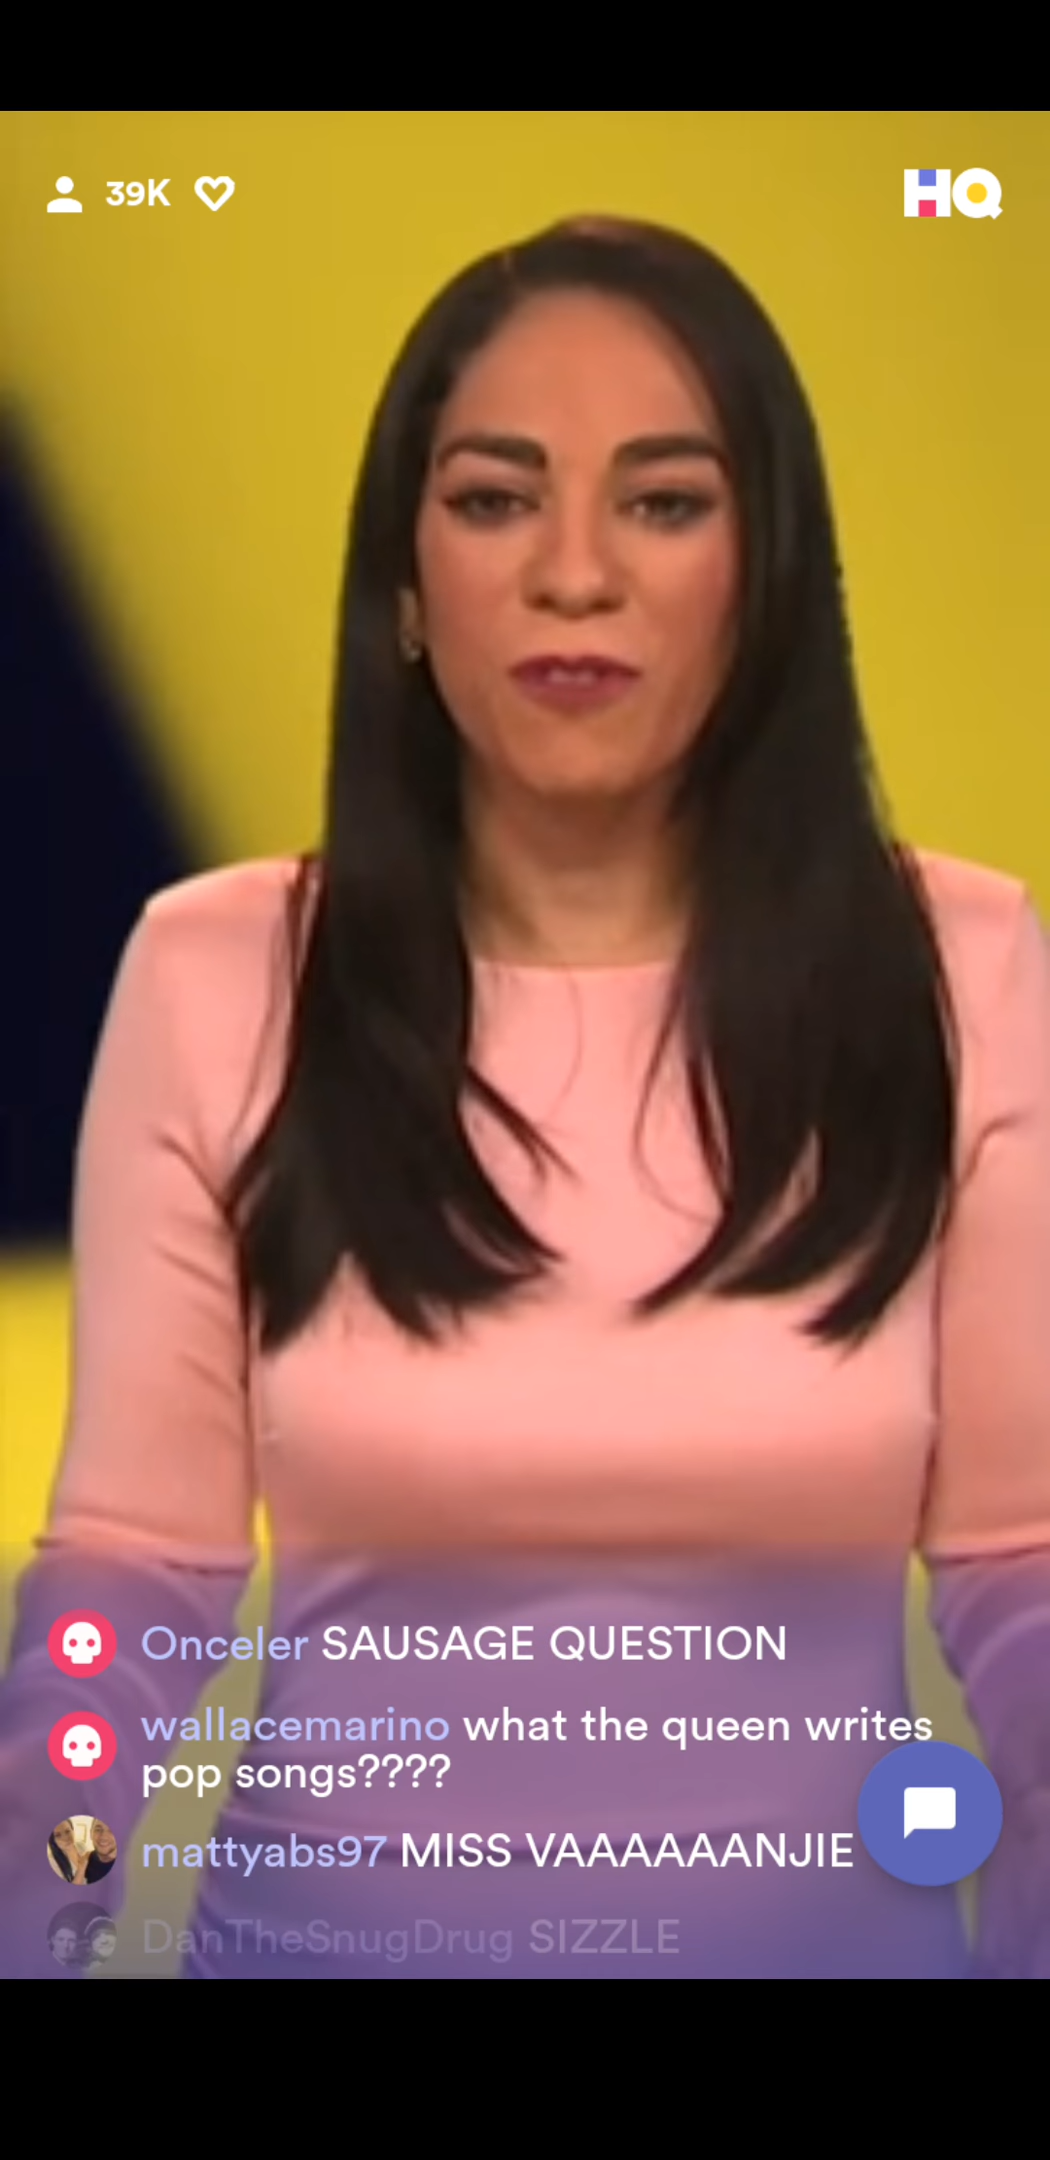 39K
HQ
Onceler SAUSAGE QUESTION
wallacemarino what the queen writes
pop songs????
mattyabs97 MISS VAAAAAANJIE
DanTheSnugDrug SIZZLE